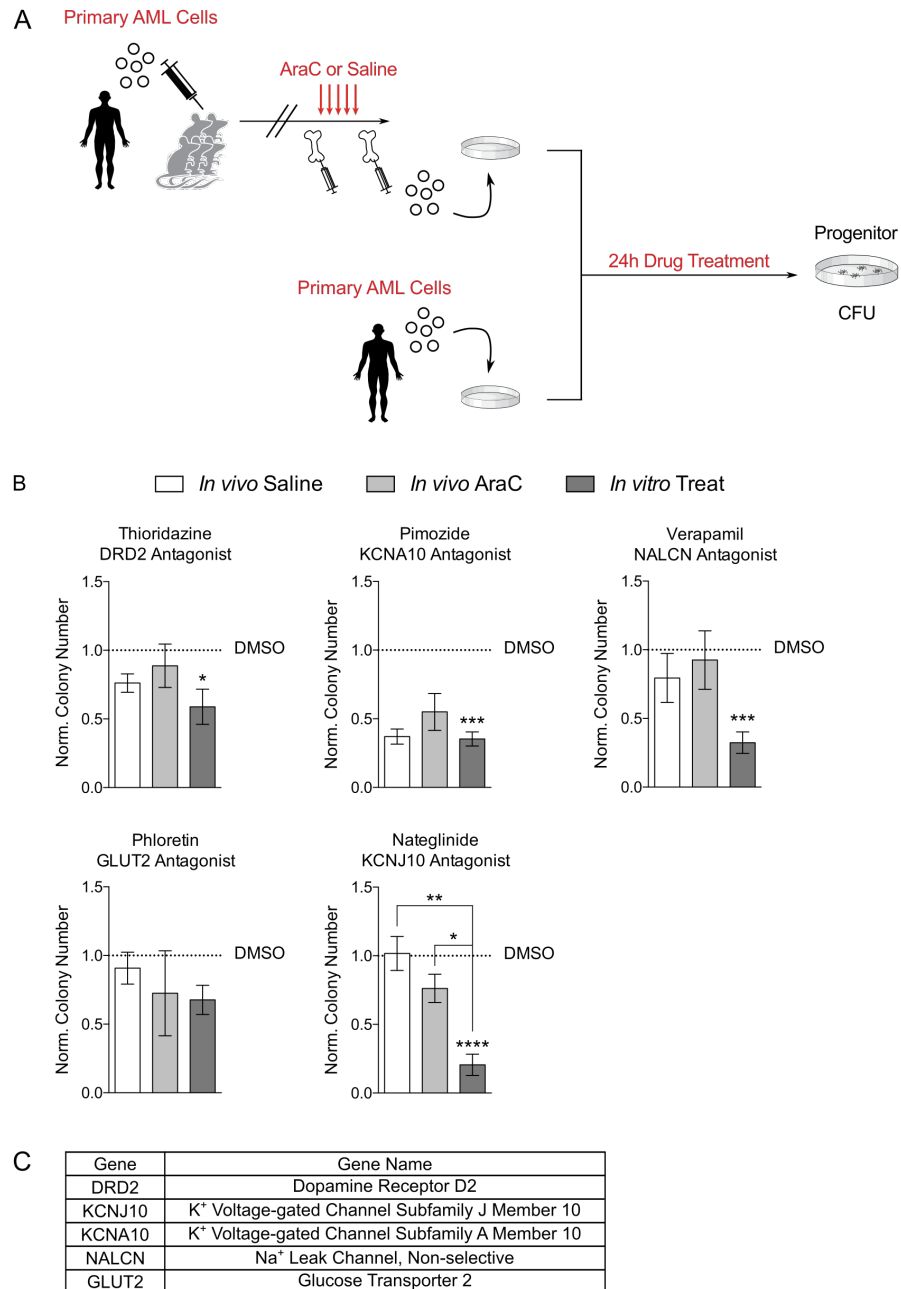 A
Primary AML Cells
AraC or Saline
Progenitor
24h Drug Treatment
CFU
Primary AML Cells
B
In vivo Saline In vivo AraC In vitro Treat
Thioridazine
DRD2 Antagonist
Norm. Colony Number
1.5
1.0
0.5
0.0
DMSO
*
Pimozide
KCNA10 Antagonist
Norm. Colony Number
1.5
1.0
0.5
0.0
DMSO
***
Verapamil
NALCN Antagonist
Norm. Colony Number
1.5
1.0
0.5
0.0
DMSO
***
Phloretin
GLUT2 Antagonist
Norm. Colony Number
1.5
1.0
0.5
0.0
DMSO
Nateglinide
KCNJ10 Antagonist
Norm. Colony Number
1.5
1.0
0.5
0.0
**
*
DMSO
****
C
Gene Gene Name
DRD2 Dopamine Receptor D2
KCNJ10 K⁺ Voltage-gated Channel Subfamily J Member 10
KCNA10 K⁺ Voltage-gated Channel Subfamily A Member 10
NALCN Na⁺ Leak Channel, Non-selective
GLUT2 Glucose Transporter 2